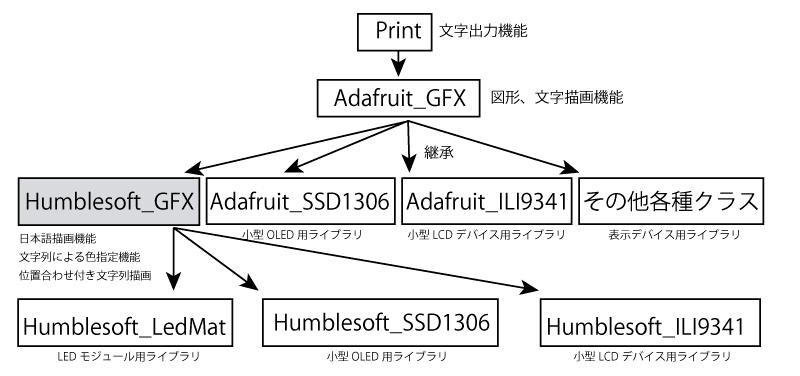 Print
文字出力機能
Adafruit_GFX
図形、文字描画機能
継承
Humblesoft_GFX
Adafruit_SSD1306
Adafruit_ILI9341
その他各種クラス
日本語描画機能
文字列による色指定機能
位置合わせ付き文字列描画
小型 OLED 用ライブラリ
小型 LCD デバイス用ライブラリ
表示デバイス用ライブラリ
Humblesoft_LedMat
Humblesoft_SSD1306
Humblesoft_ILI9341
LED モジュール用ライブラリ
小型 OLED 用ライブラリ
小型 LCD デバイス用ライブラリ